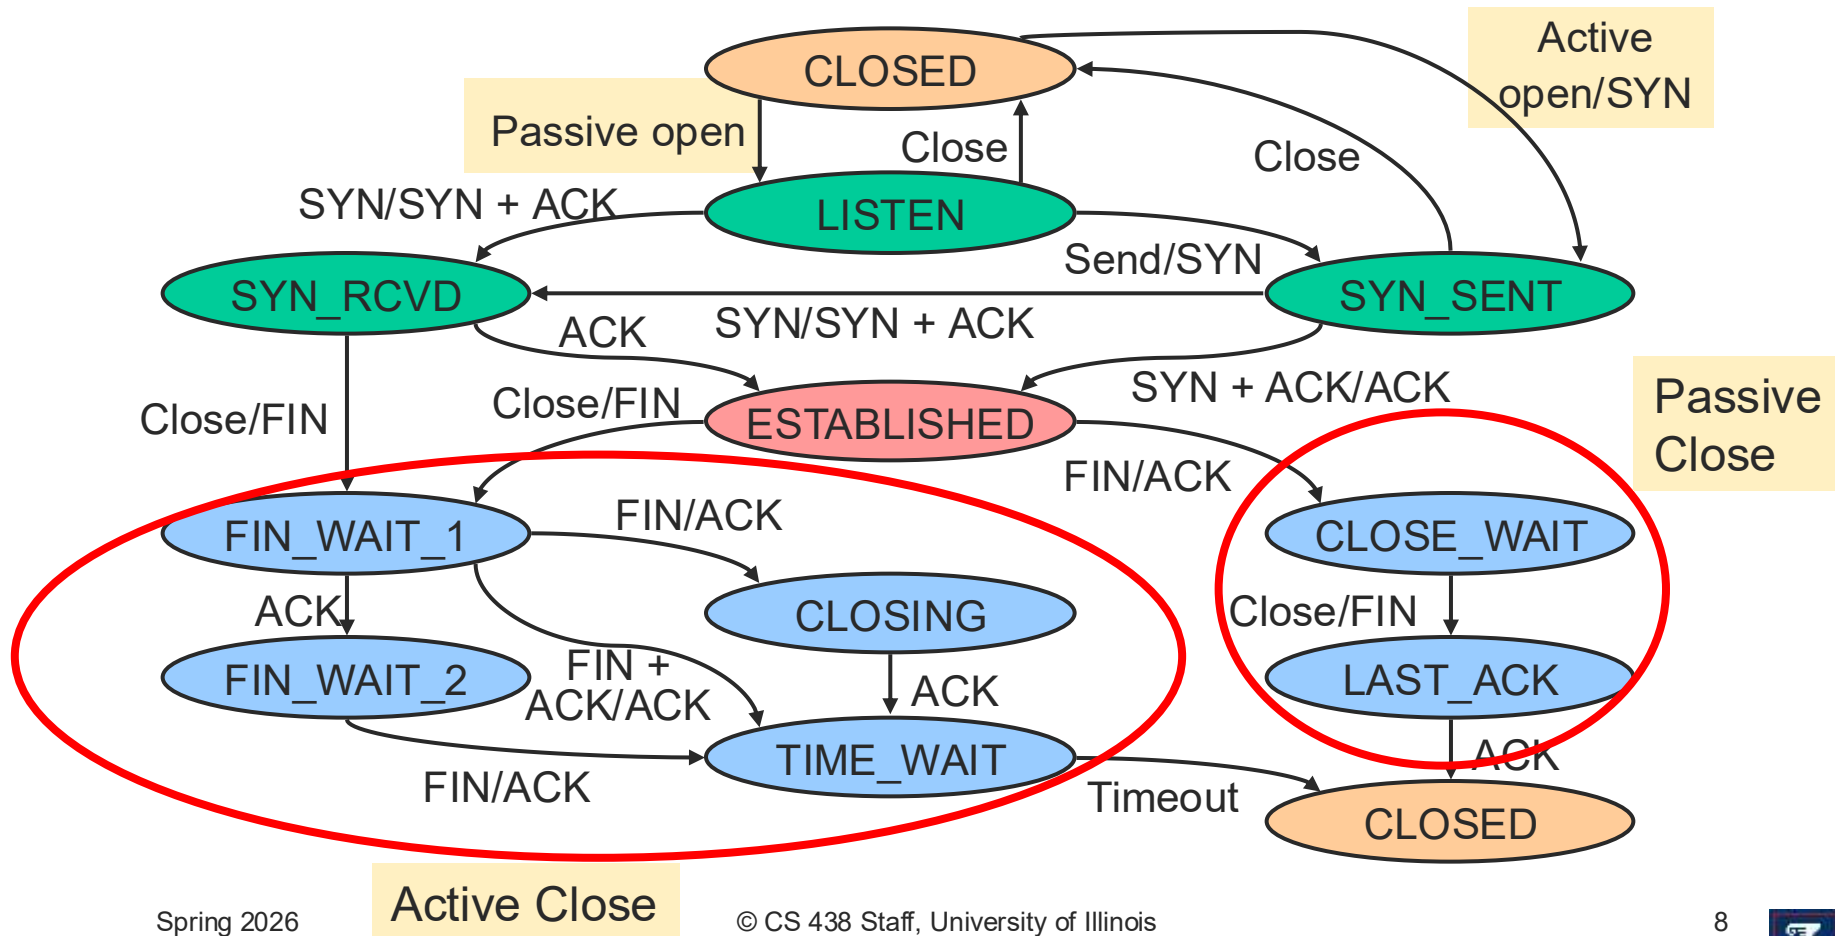 CLOSED
Active
open/SYN
Passive open
Close
Close
SYN/SYN + ACK
LISTEN
Send/SYN
SYN_RCVD
SYN_SENT
ACK
SYN/SYN + ACK
Close/FIN
Close/FIN
ESTABLISHED
SYN + ACK/ACK
Passive
Close
FIN/ACK
FIN_WAIT_1
FIN/ACK
CLOSE_WAIT
ACK
CLOSING
Close/FIN
FIN_WAIT_2
FIN +
ACK/ACK
ACK
LAST_ACK
FIN/ACK
TIME_WAIT
Timeout
ACK
CLOSED
Active Close
Spring 2026
© CS 438 Staff, University of Illinois
8